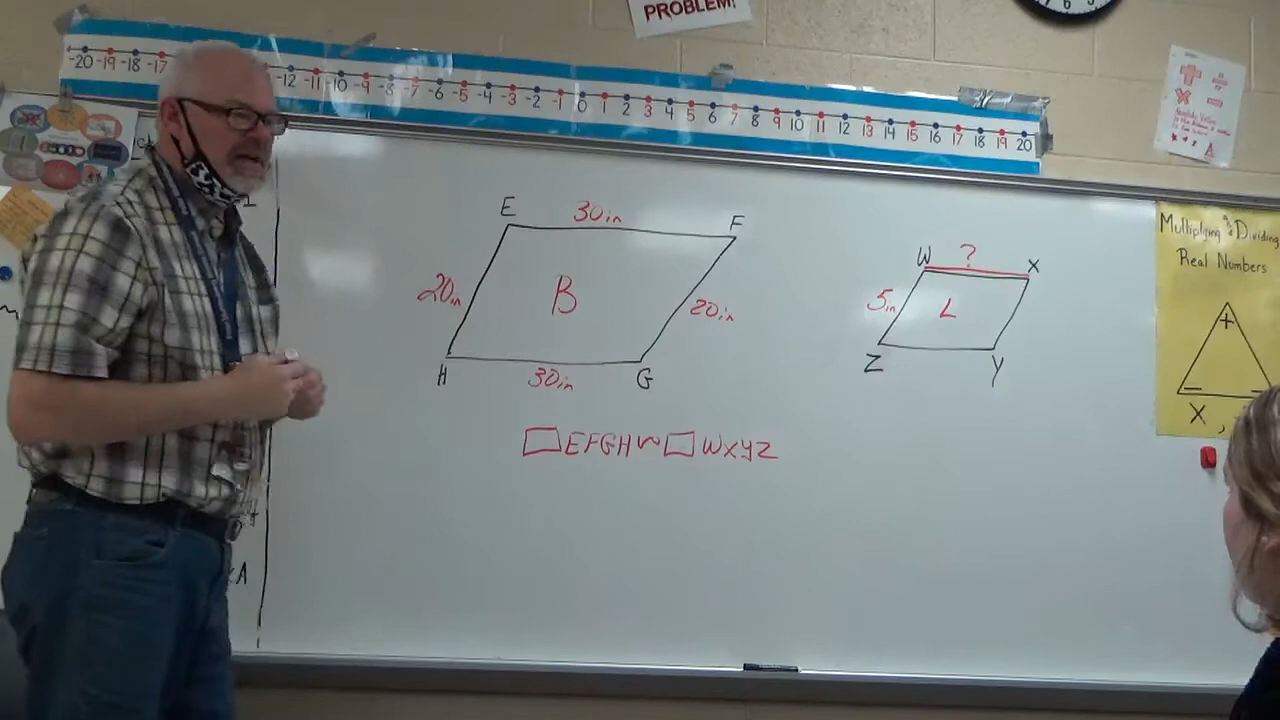 PROBLEM!
-20 -19 -18 -17 -12 -11 -10 -9 -8 -7 -6 -5 -4 -3 -2 -1 0 1 2 3 4 5 6 7 8 9 10 11 12 13 14 15 16 17 18 19 20
E 30in F
20in B 20in
H 30in G
W ? X
5in L
Z Y
▱EFGH ~ ▱WXYZ
Multiplying & Dividing
Real Numbers
+
- -
X
A